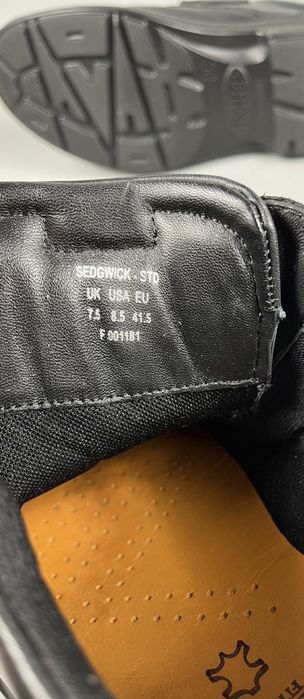 SEDGWICK - STD
UK USA EU
7.5 8.5 41.5
F 001181